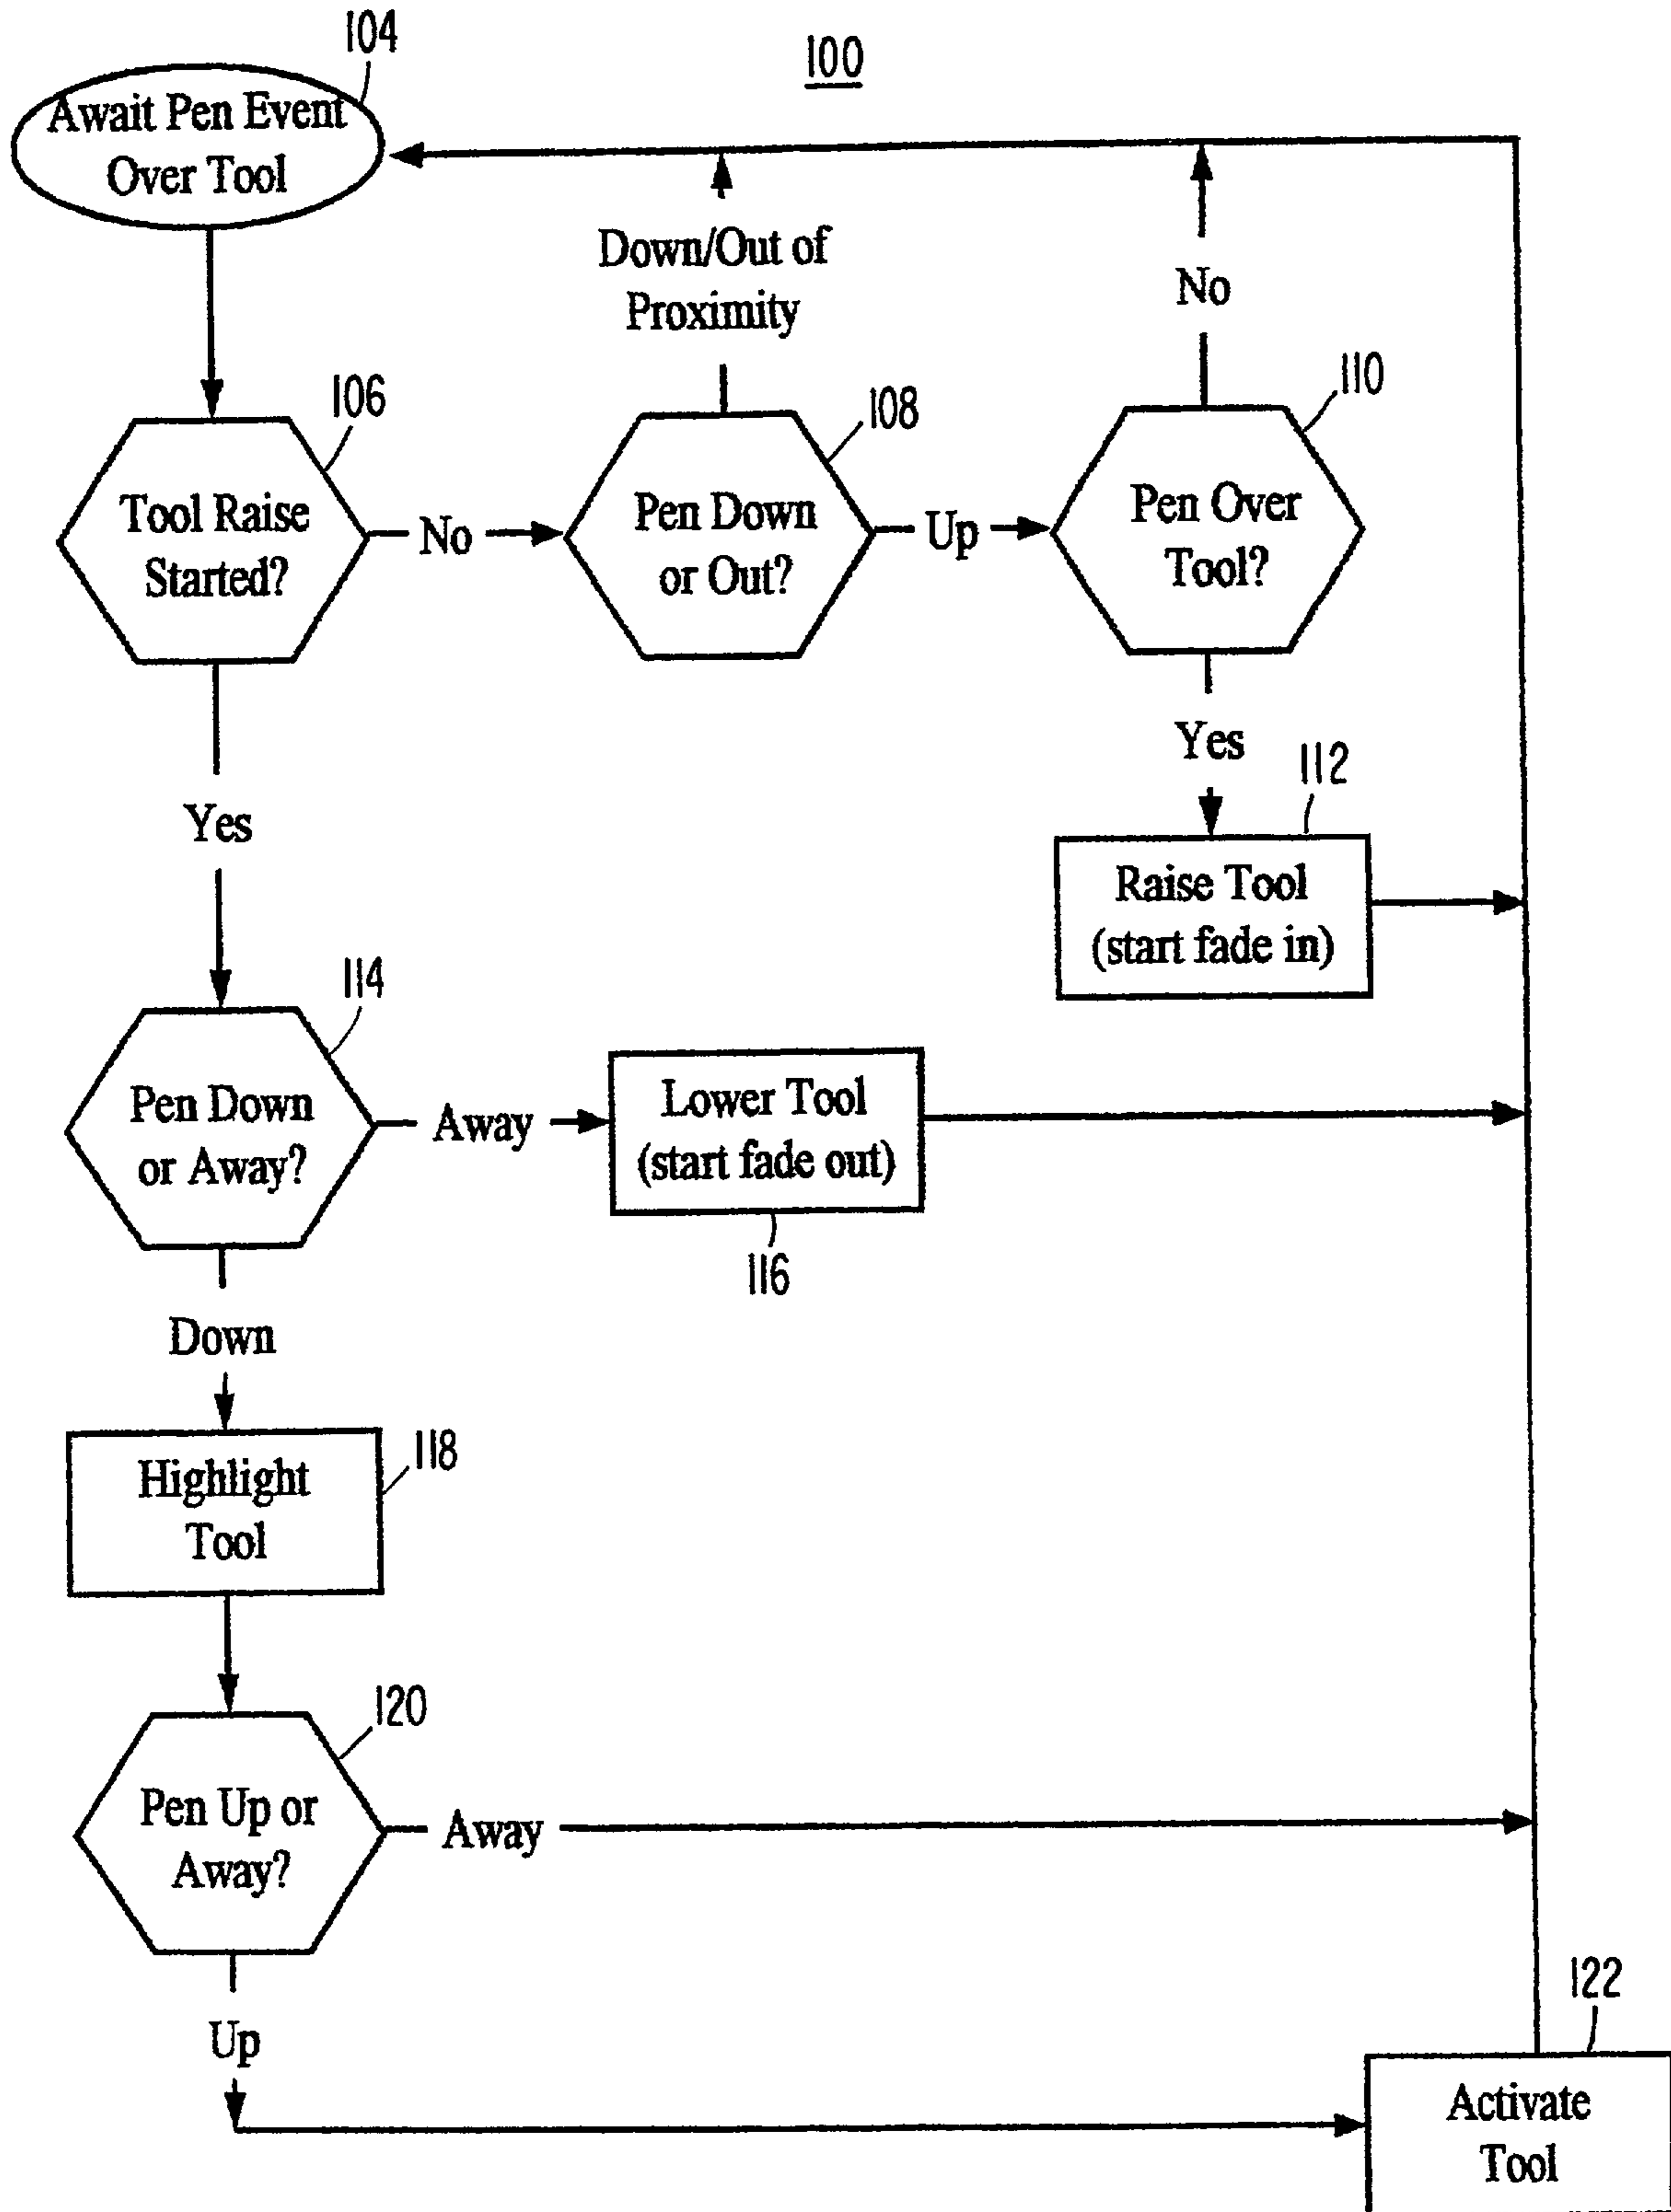 100
104
Await Pen Event
Over Tool
Down/Out of
Proximity
No
106
Tool Raise
Started?
No
108
Pen Down
or Out?
Up
110
Pen Over
Tool?
Yes
Yes
112
Raise Tool
(start fade in)
114
Pen Down
or Away?
Away
Lower Tool
(start fade out)
116
Down
118
Highlight
Tool
120
Pen Up or
Away?
Away
Up
122
Activate
Tool